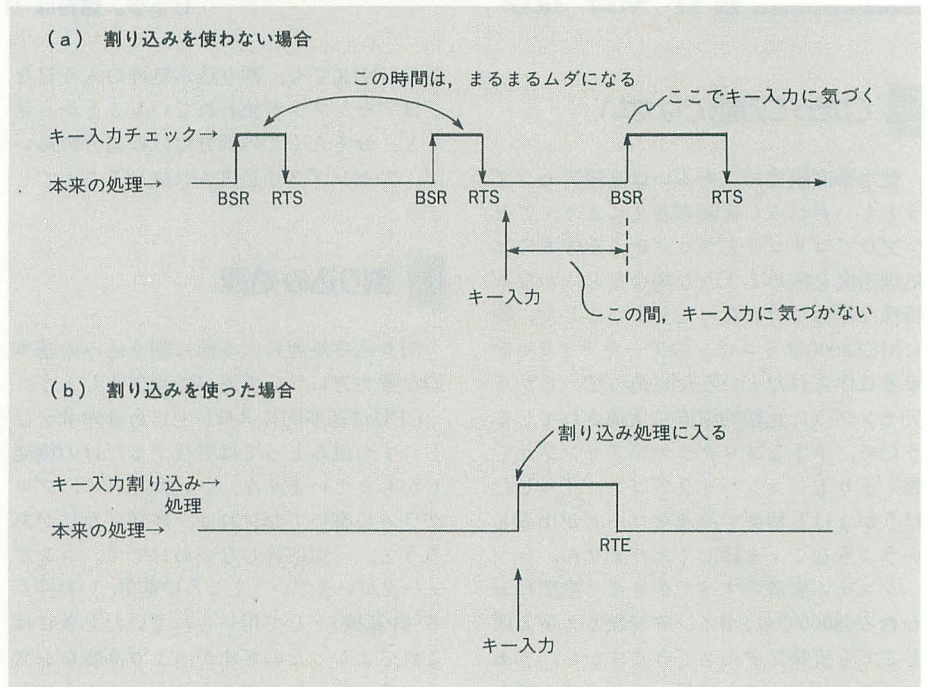 (a) 割り込みを使わない場合
この時間は，まるまるムダになる
ここでキー入力に気づく
キー入力チェック→
本来の処理→
BSR RTS BSR RTS BSR RTS
キー入力
この間，キー入力に気づかない
(b) 割り込みを使った場合
割り込み処理に入る
キー入力割り込み→
処理
本来の処理→
RTE
キー入力